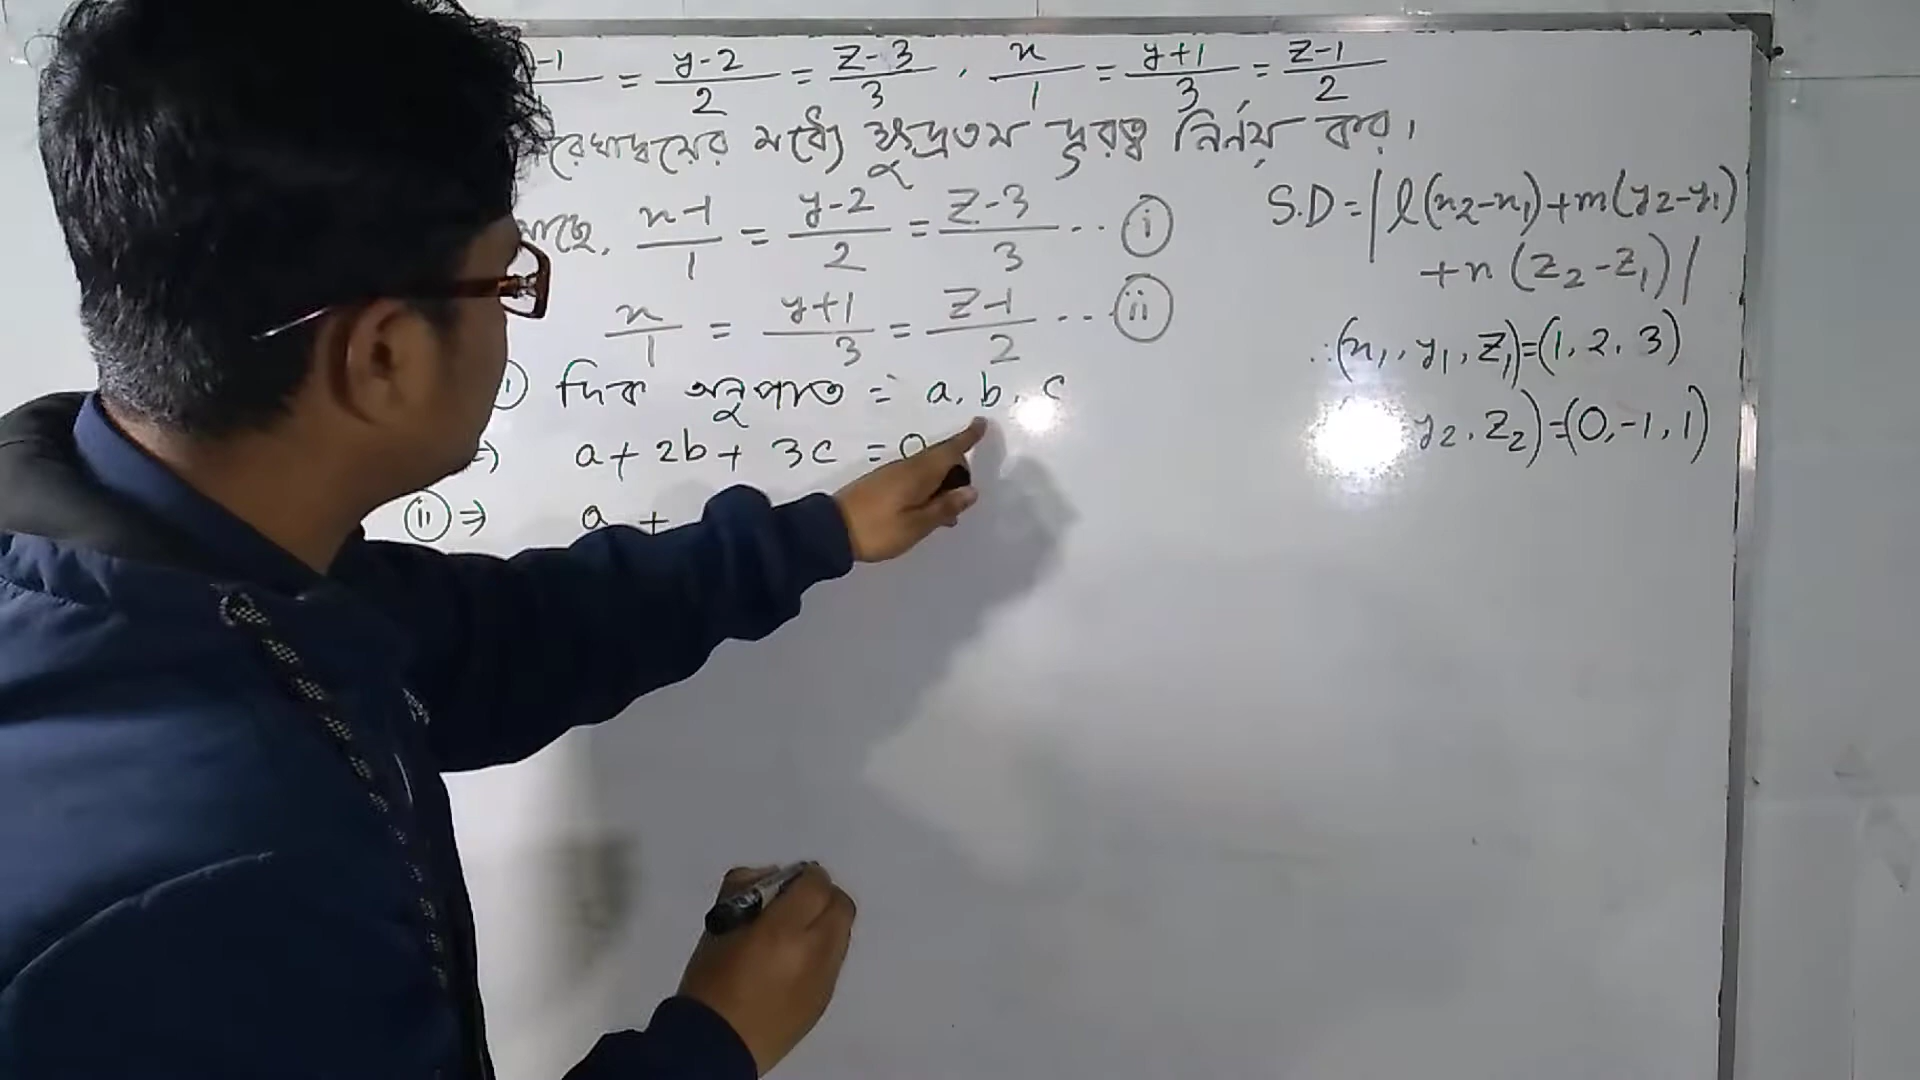 -1/1 = y-2/2 = z-3/3 , x/1 = y+1/3 = z-1/2
রেখাদ্বয়ের মধ্যে ক্ষুদ্রতম দূরত্ব নির্ণয় কর।
x-1/1 = y-2/2 = z-3/3 ... (i)
x/1 = y+1/3 = z-1/2 ... (ii)
দিক অনুপাত = a, b, c
⇒ a + 2b + 3c = 0
(ii) ⇒ a +
S.D = | l(x₂-x₁) + m(y₂-y₁)
+ n (z₂-z₁) |
∴ (x₁, y₁, z₁) = (1, 2, 3)
y₂, z₂) = (0, -1, 1)